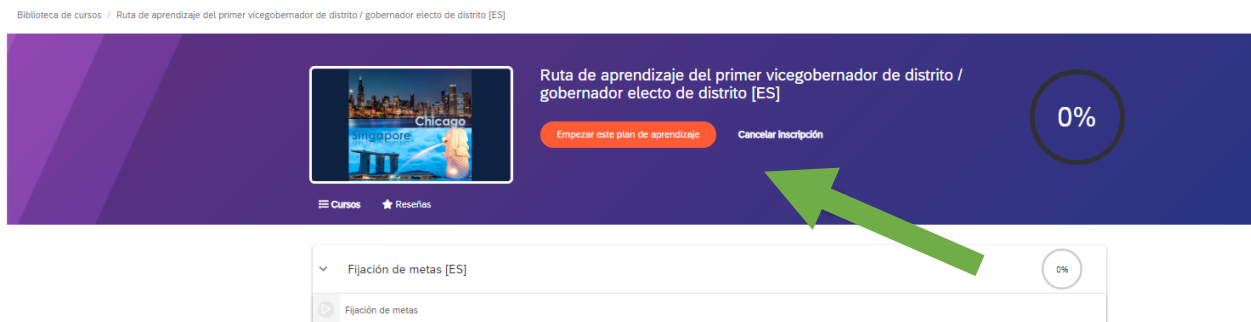 Biblioteca de cursos / Ruta de aprendizaje del primer vicegobernador de distrito / gobernador electo de distrito [ES]
Chicago
Singapore
Ruta de aprendizaje del primer vicegobernador de distrito /
gobernador electo de distrito [ES]
Empezar este plan de aprendizaje
Cancelar Inscripción
0%
Cursos
Reseñas
Fijación de metas [ES]
0%
Fijación de metas